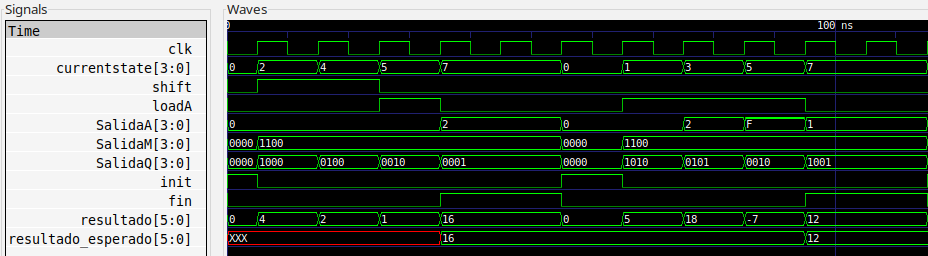 Signals
Waves
Time
0
100 ns
clk
currentstate[3:0]
0 2 4 5 7 0 1 3 5 7
shift
loadA
SalidaA[3:0]
0 2 0 2 F 1
SalidaM[3:0]
0000 1100 0000 1100
SalidaQ[3:0]
0000 1000 0100 0010 0001 0000 1010 0101 0010 1001
init
fin
resultado[5:0]
0 4 2 1 16 0 5 18 -7 12
resultado_esperado[5:0]
XXX 16 12